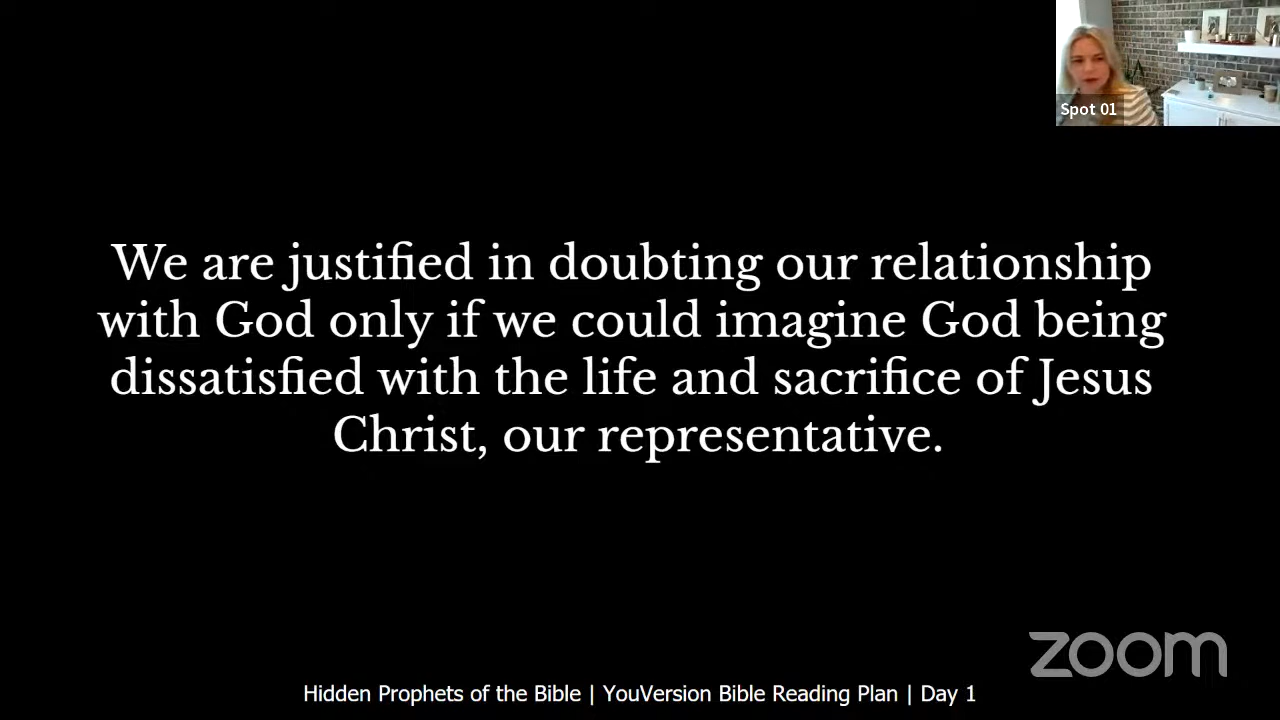 Spot 01
We are justified in doubting our relationship
with God only if we could imagine God being
dissatisfied with the life and sacrifice of Jesus
Christ, our representative.
zoom
Hidden Prophets of the Bible | YouVersion Bible Reading Plan | Day 1